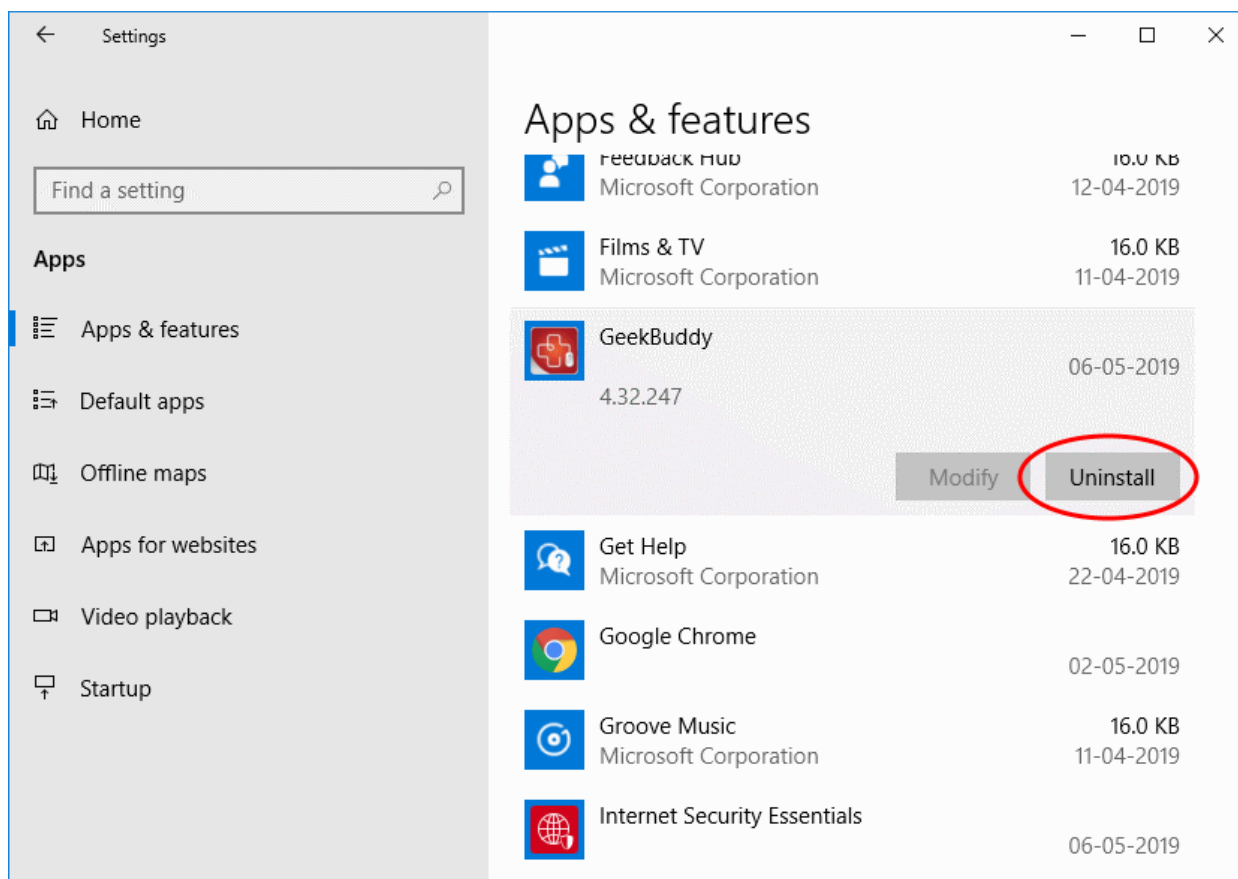 Settings
Home
Find a setting
Apps
Apps & features
Default apps
Offline maps
Apps for websites
Video playback
Startup
Apps & features
Feedback Hub 16.0 KB
Microsoft Corporation 12-04-2019
Films & TV 16.0 KB
Microsoft Corporation 11-04-2019
GeekBuddy
06-05-2019
4.32.247
Modify Uninstall
Get Help 16.0 KB
Microsoft Corporation 22-04-2019
Google Chrome
02-05-2019
Groove Music 16.0 KB
Microsoft Corporation 11-04-2019
Internet Security Essentials
06-05-2019